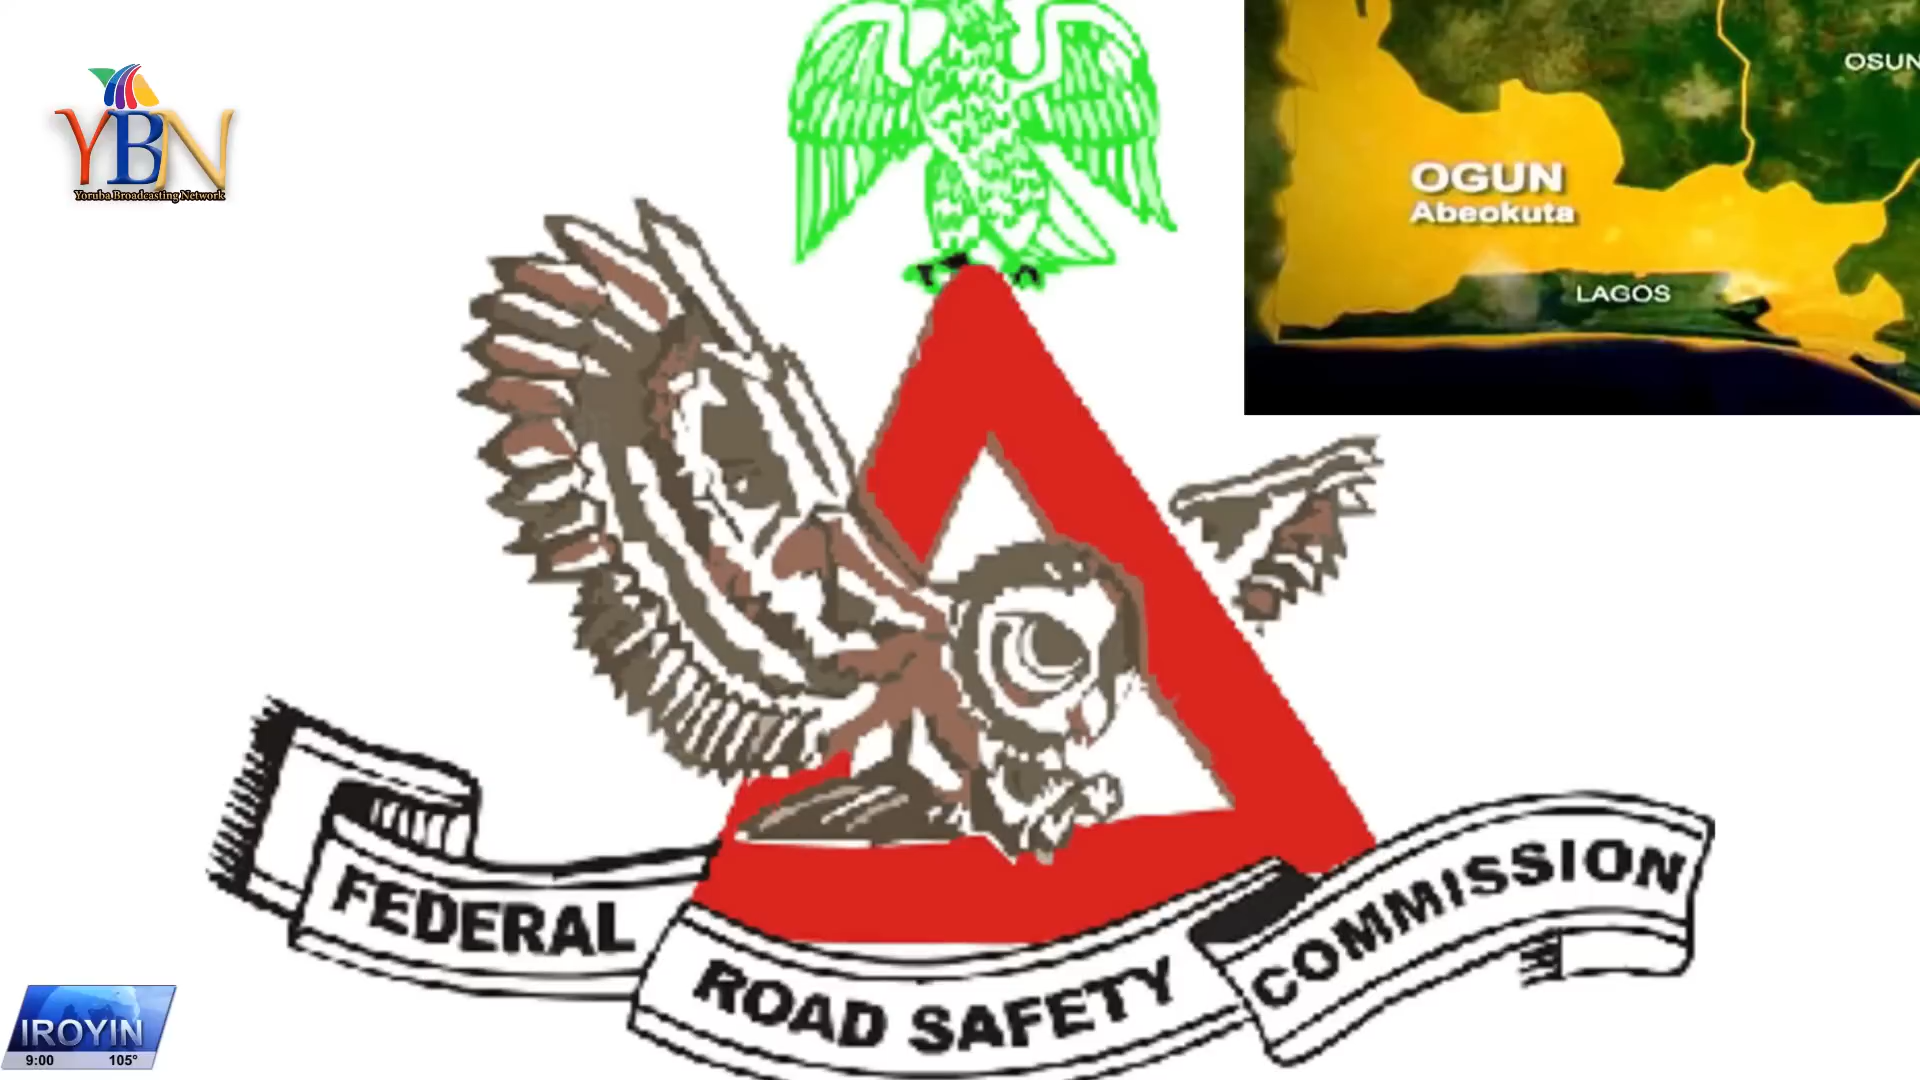 YBN
Yoruba Broadcasting Network
OSUN
OGUN
Abeokuta
LAGOS
FEDERAL
ROAD SAFETY
COMMISSION
IROYIN
9:00 105°